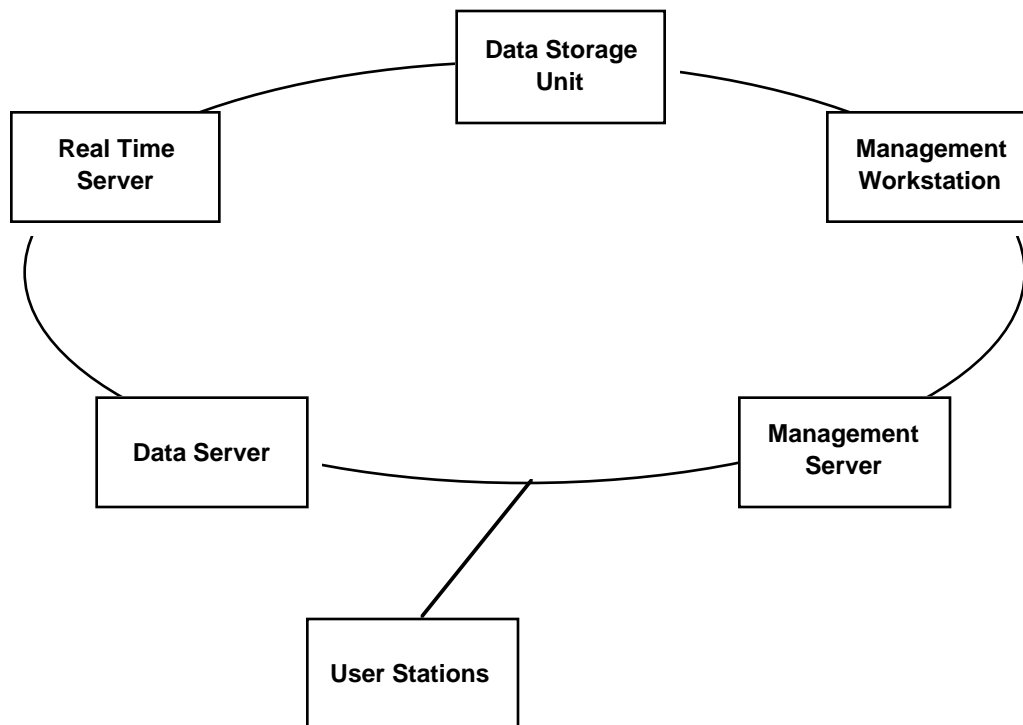 Data Storage
Unit
Real Time
Server
Management
Workstation
Data Server
Management
Server
User Stations